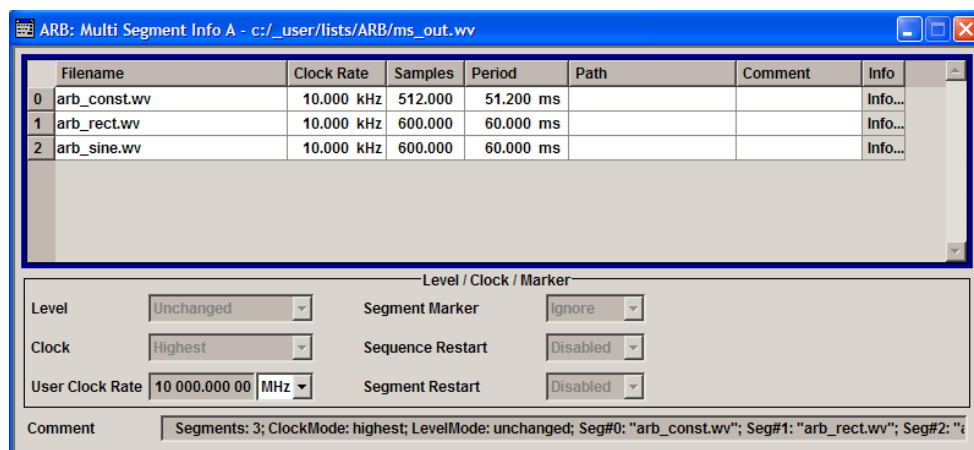 ARB: Multi Segment Info A - c:/_user/lists/ARB/ms_out.wv
Filename Clock Rate Samples Period Path Comment Info
0 arb_const.wv 10.000 kHz 512.000 51.200 ms Info...
1 arb_rect.wv 10.000 kHz 600.000 60.000 ms Info...
2 arb_sine.wv 10.000 kHz 600.000 60.000 ms Info...
Level / Clock / Marker
Level Unchanged Segment Marker Ignore
Clock Highest Sequence Restart Disabled
User Clock Rate 10 000.000 00 MHz Segment Restart Disabled
Comment Segments: 3; ClockMode: highest; LevelMode: unchanged; Seg#0: "arb_const.wv"; Seg#1: "arb_rect.wv"; Seg#2: "